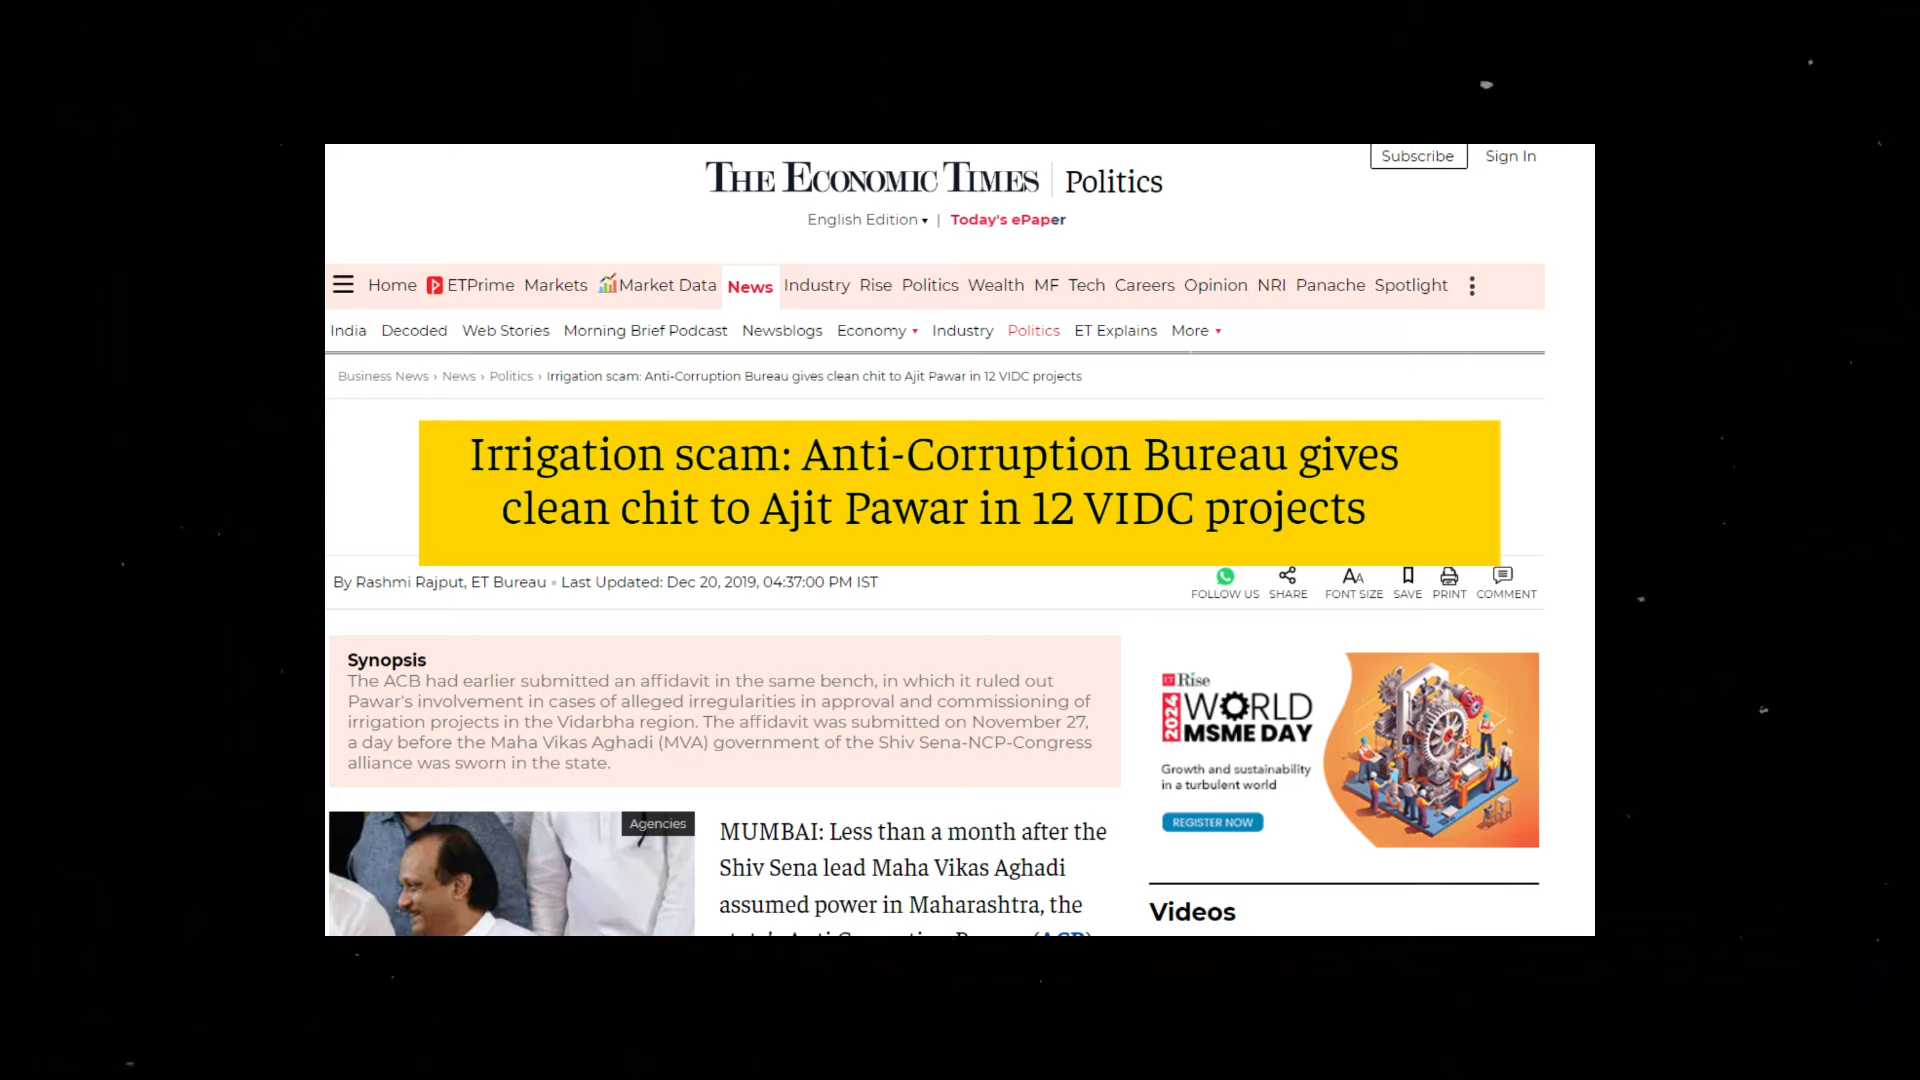 Subscribe Sign In
THE ECONOMIC TIMES | Politics
English Edition | Today's ePaper
Home ETPrime Markets Market Data News Industry Rise Politics Wealth MF Tech Careers Opinion NRI Panache Spotlight
India Decoded Web Stories Morning Brief Podcast Newsblogs Economy Industry Politics ET Explains More
Business News › News › Politics › Irrigation scam: Anti-Corruption Bureau gives clean chit to Ajit Pawar in 12 VIDC projects
Irrigation scam: Anti-Corruption Bureau gives
clean chit to Ajit Pawar in 12 VIDC projects
By Rashmi Rajput, ET Bureau • Last Updated: Dec 20, 2019, 04:37:00 PM IST
FOLLOW US SHARE FONT SIZE SAVE PRINT COMMENT
Synopsis
The ACB had earlier submitted an affidavit in the same bench, in which it ruled out
Pawar's involvement in cases of alleged irregularities in approval and commissioning of
irrigation projects in the Vidarbha region. The affidavit was submitted on November 27,
a day before the Maha Vikas Aghadi (MVA) government of the Shiv Sena-NCP-Congress
alliance was sworn in the state.
Agencies
MUMBAI: Less than a month after the
Shiv Sena lead Maha Vikas Aghadi
assumed power in Maharashtra, the
ET Rise
2024 WORLD
MSME DAY
Growth and sustainability
in a turbulent world
REGISTER NOW
Videos